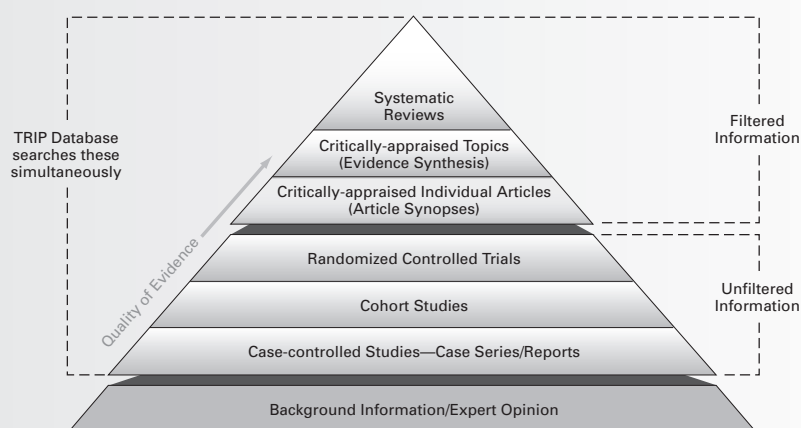 Systematic
Reviews
Critically-appraised Topics
(Evidence Synthesis)
Critically-appraised Individual Articles
(Article Synopses)
Randomized Controlled Trials
Cohort Studies
Case-controlled Studies—Case Series/Reports
Background Information/Expert Opinion
TRIP Database
searches these
simultaneously
Quality of Evidence
Filtered
Information
Unfiltered
Information